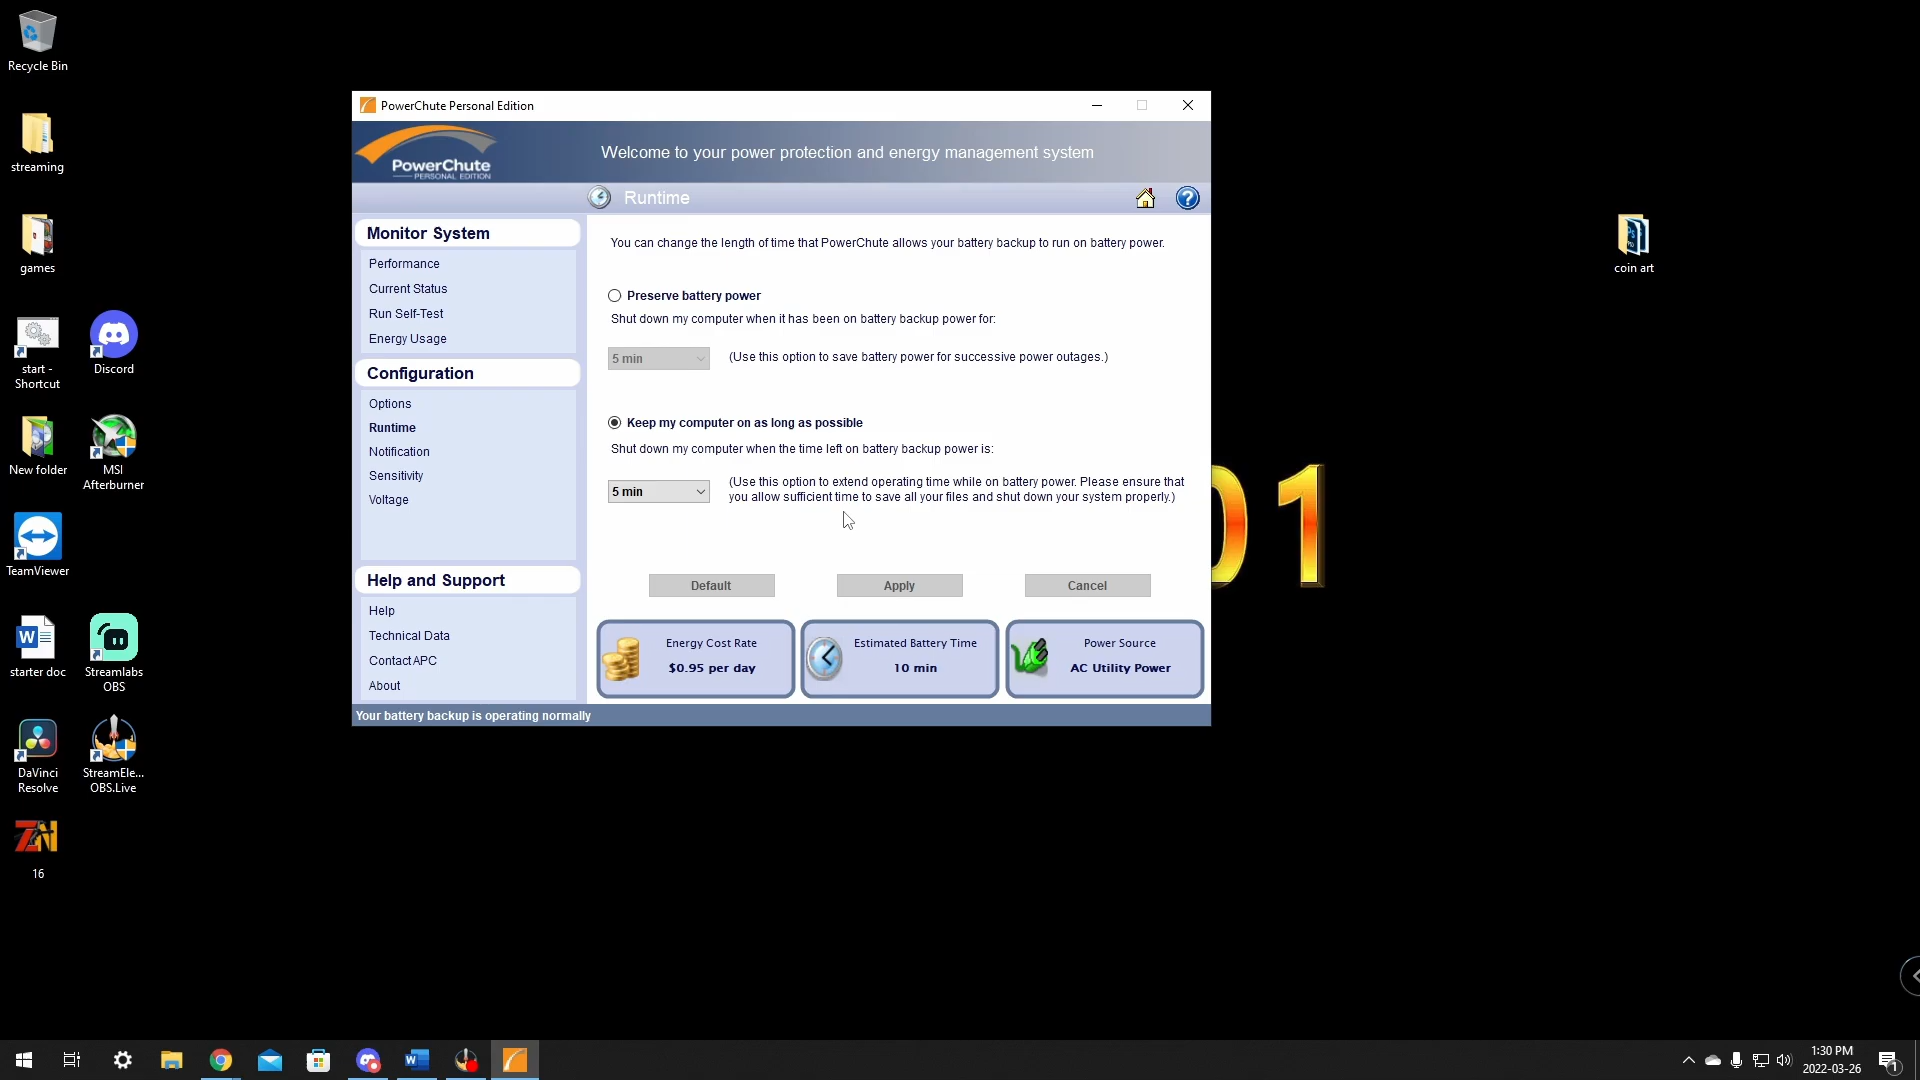 Recycle Bin
streaming
games
start -
Shortcut
Discord
New folder
MSI
Afterburner
TeamViewer
starter doc
Streamlabs
OBS
DaVinci
Resolve
StreamEle...
OBS.Live
16
coin art
01
PowerChute Personal Edition
PowerChute
PERSONAL EDITION
Welcome to your power protection and energy management system
Runtime
Monitor System
Performance
Current Status
Run Self-Test
Energy Usage
Configuration
Options
Runtime
Notification
Sensitivity
Voltage
Help and Support
Help
Technical Data
Contact APC
About
You can change the length of time that PowerChute allows your battery backup to run on battery power.
Preserve battery power
Shut down my computer when it has been on battery backup power for:
5 min
(Use this option to save battery power for successive power outages.)
Keep my computer on as long as possible
Shut down my computer when the time left on battery backup power is:
5 min
(Use this option to extend operating time while on battery power. Please ensure that
you allow sufficient time to save all your files and shut down your system properly.)
Default
Apply
Cancel
Energy Cost Rate
$0.95 per day
Estimated Battery Time
10 min
Power Source
AC Utility Power
Your battery backup is operating normally
1:30 PM
2022-03-26
1